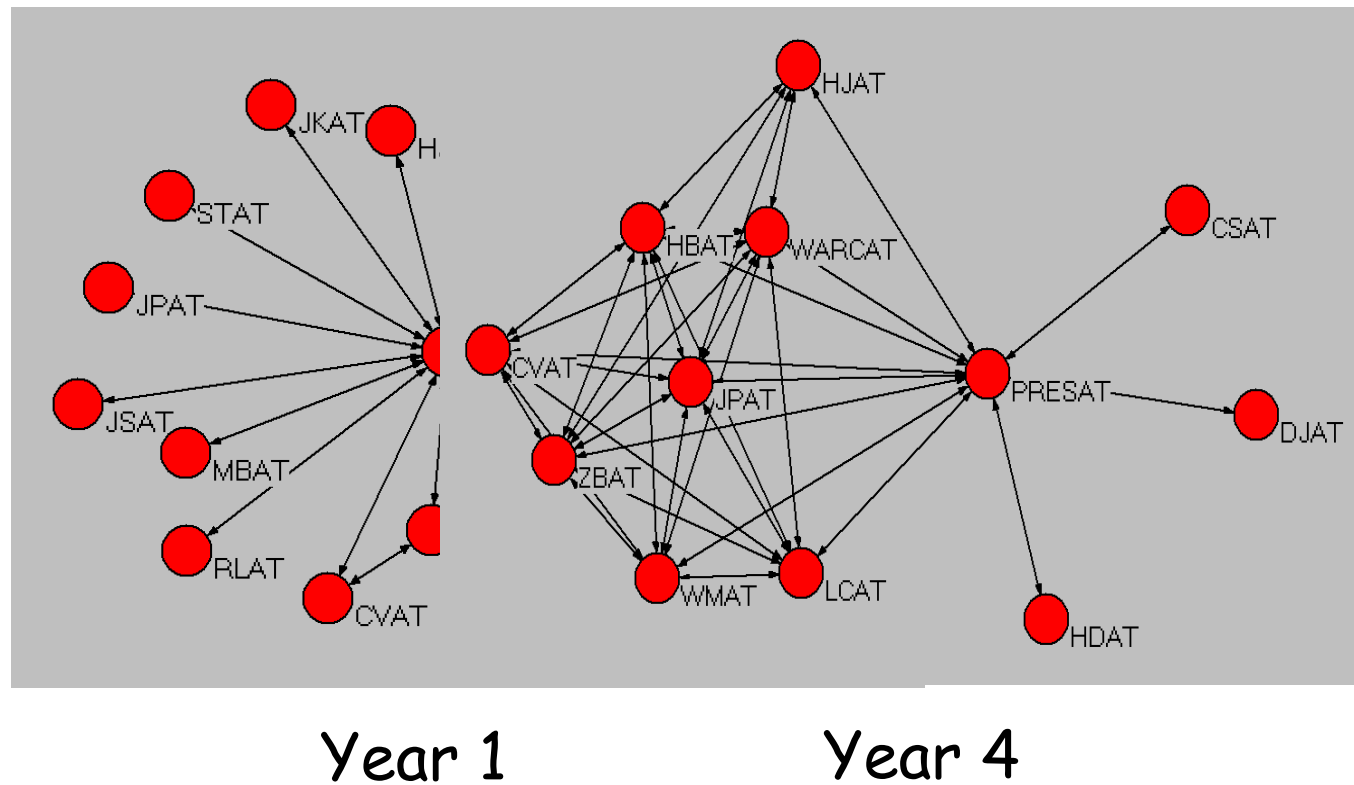 JKAT
H
STAT
JPAT
JSAT
MBAT
RLAT
CVAT
HJAT
HBAT
WARCAT
CSAT
CVAT
JPAT
PRESAT
DJAT
ZBAT
WMAT
LCAT
HDAT
Year 1
Year 4